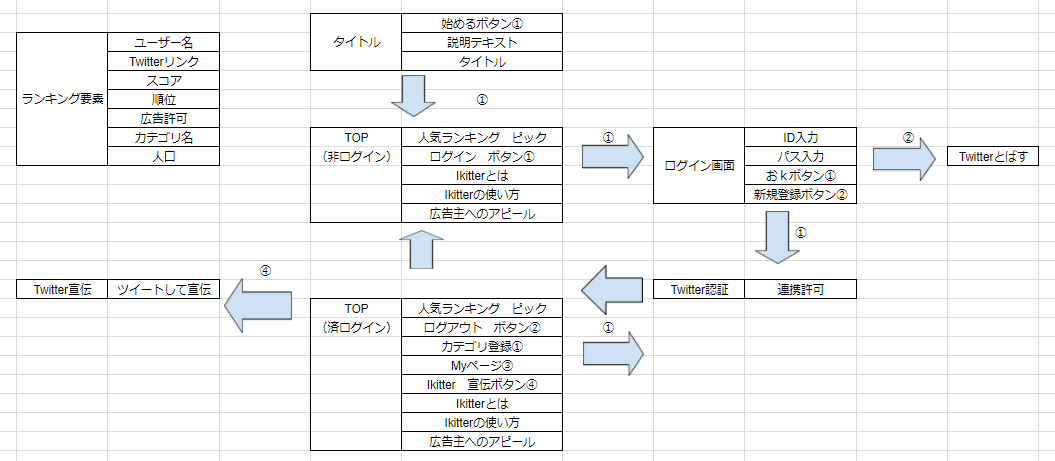 ランキング要素
ユーザー名
Twitterリンク
スコア
順位
広告許可
カテゴリ名
人口
タイトル
始めるボタン①
説明テキスト
タイトル
①
TOP
（非ログイン）
人気ランキング　ピック
ログイン　ボタン①
Ikitterとは
Ikitterの使い方
広告主へのアピール
①
ログイン画面
ID入力
パス入力
おｋボタン①
新規登録ボタン②
②
Twitterとばす
①
Twitter認証
連携許可
Twitter宣伝
ツイートして宣伝
④
TOP
（済ログイン）
人気ランキング　ピック
ログアウト　ボタン②
カテゴリ登録①
Myページ③
Ikitter　宣伝ボタン④
Ikitterとは
Ikitterの使い方
広告主へのアピール
①